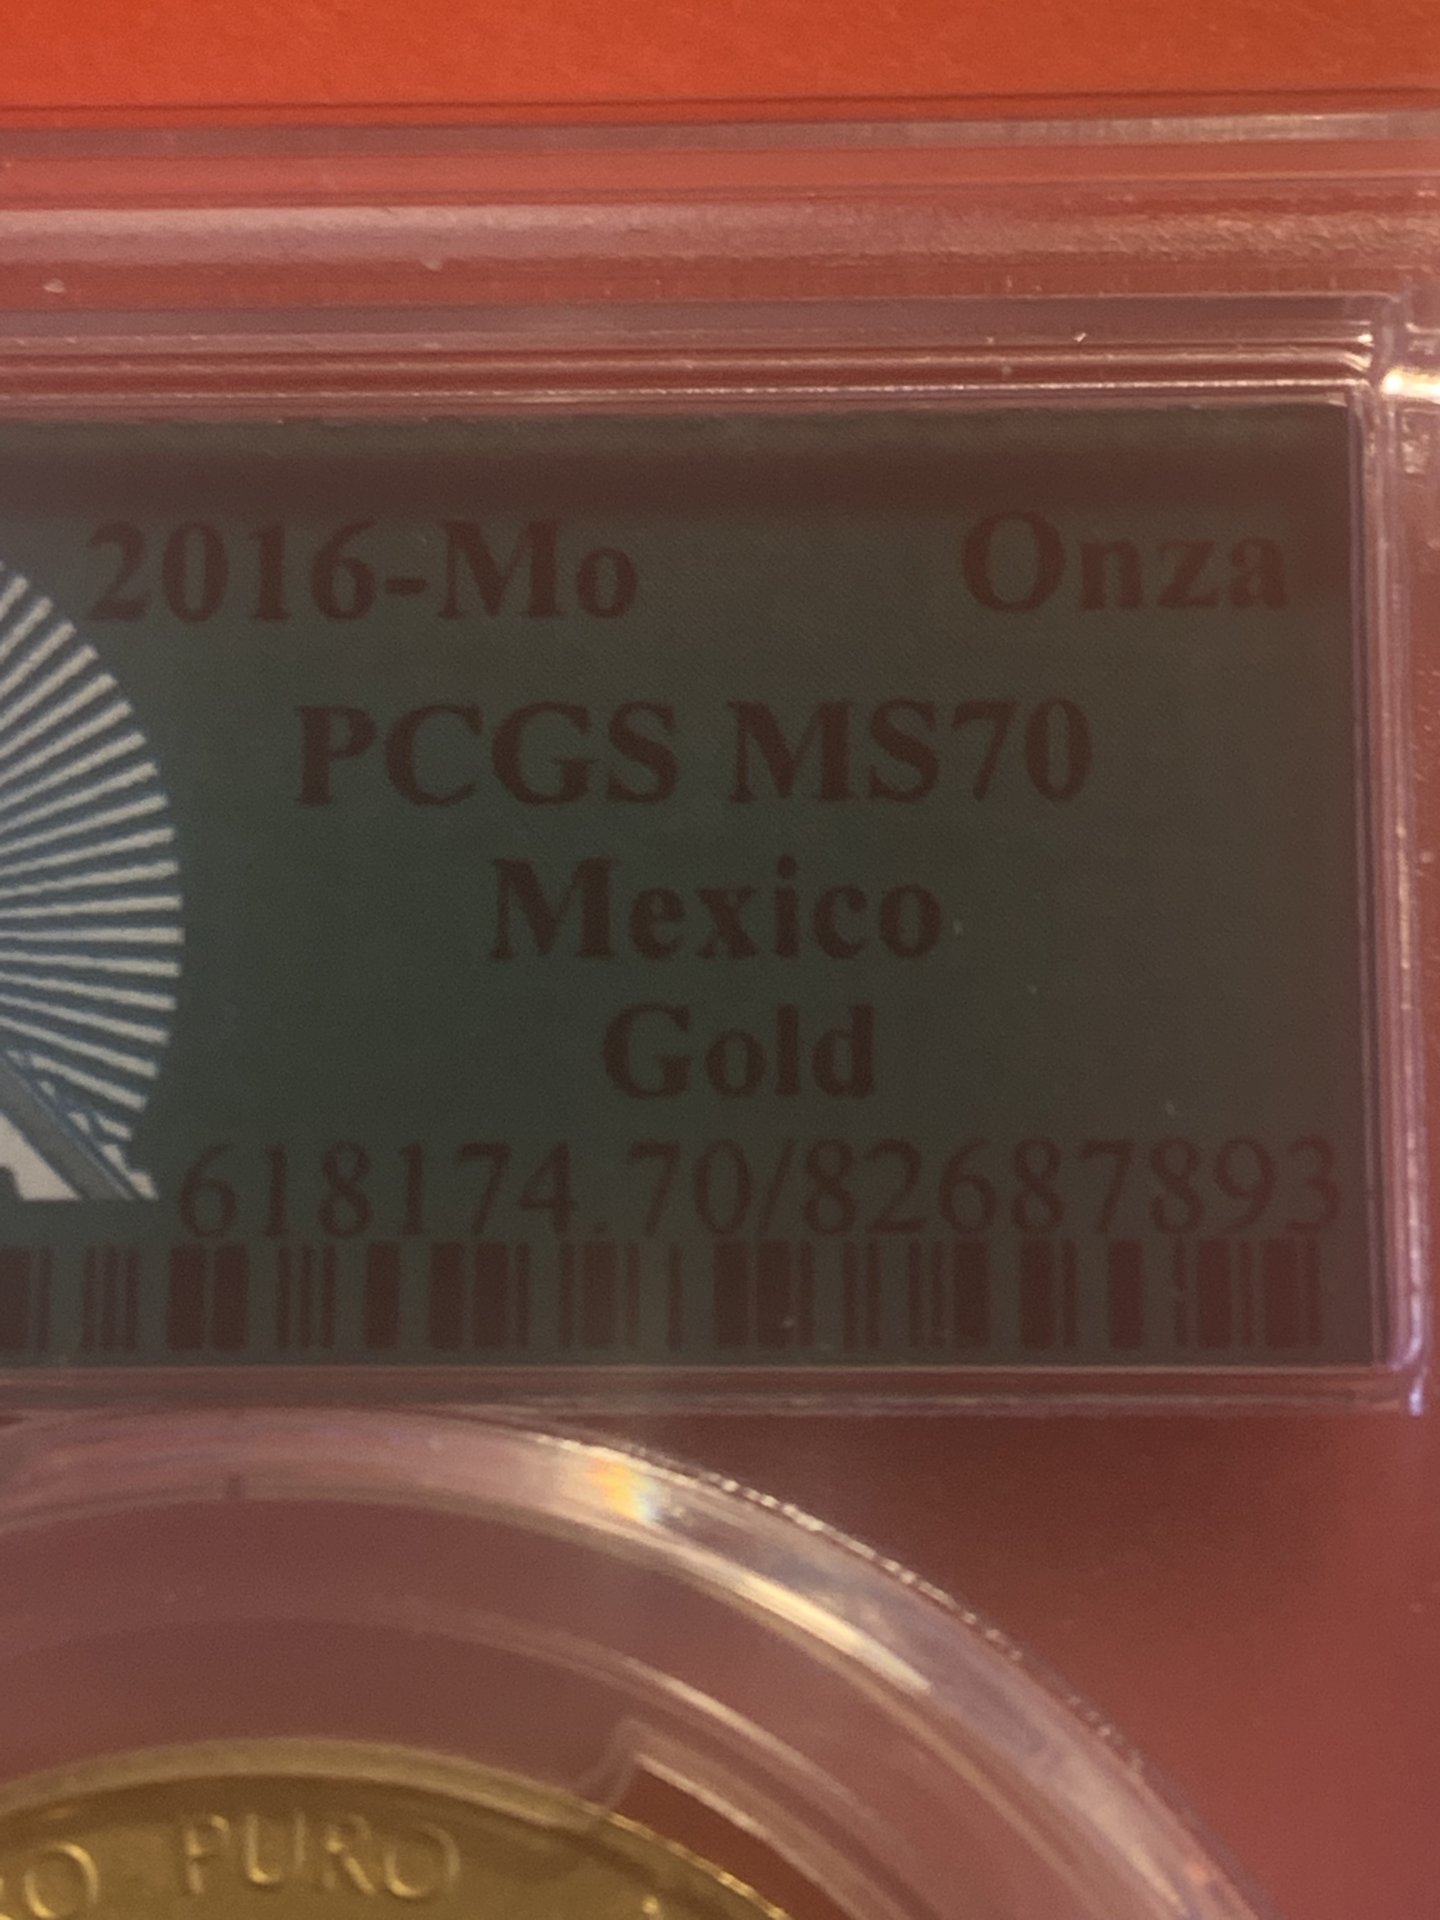 2016-Mo Onza
PCGS MS70
Mexico
Gold
618174.70/82687893
PURO